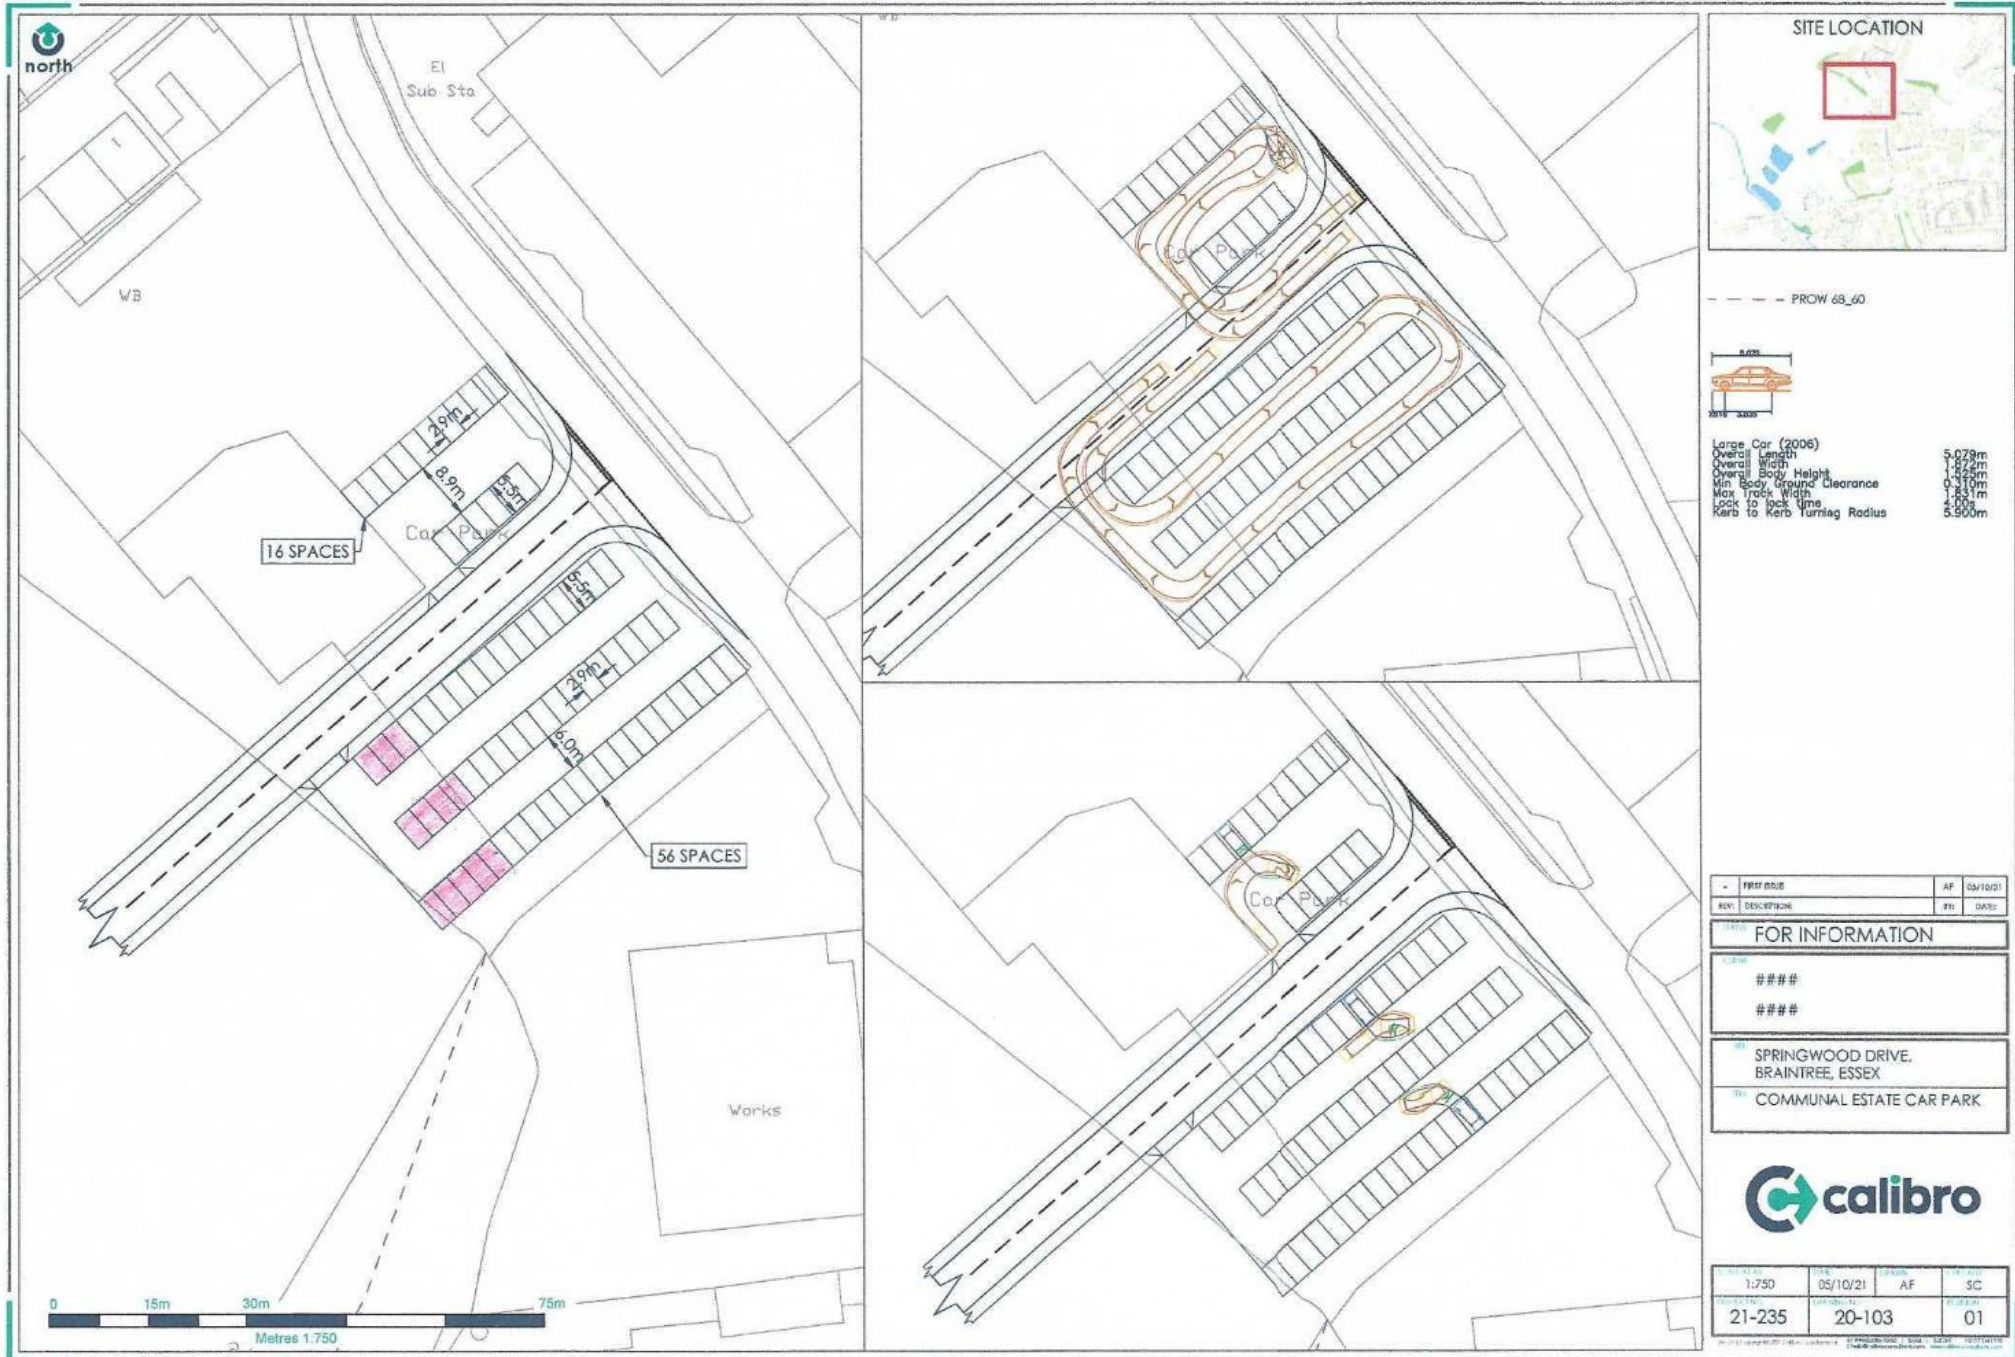 north
El
Sub Sta
WB
2.9m
8.9m
5.5m
16 SPACES
Car Park
5.5m
2.9m
6.0m
56 SPACES
Works
0 15m 30m 75m
Metres 1:750
Car Park
Car Park
SITE LOCATION
PROW 68_60
5.079
Large Car (2006)
Overall Length 5.079m
Overall Width 1.872m
Overall Body Height 1.525m
Min Body Ground Clearance 0.310m
Max Track Width 1.831m
Lock to lock time 4.00s
Kerb to Kerb Turning Radius 5.900m
- FIRST ISSUE AF 05/10/21
REV: DESCRIPTION: BY: DATE:
FOR INFORMATION
####
####
SPRINGWOOD DRIVE,
BRAINTREE, ESSEX
COMMUNAL ESTATE CAR PARK
calibro
1:750 05/10/21 AF SC
21-235 20-103 01